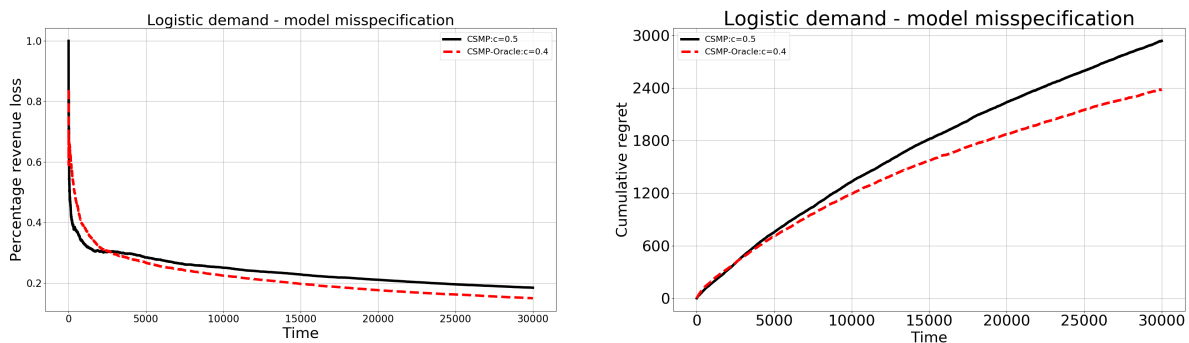 Logistic demand - model misspecification
Percentage revenue loss
1.0
0.8
0.6
0.4
0.2
CSMP:c=0.5
CSMP-Oracle:c=0.4
0
5000
10000
15000
20000
25000
30000
Time
Logistic demand - model misspecification
Cumulative regret
3000
2400
1800
1200
600
0
CSMP:c=0.5
CSMP-Oracle:c=0.4
0
5000
10000
15000
20000
25000
30000
Time